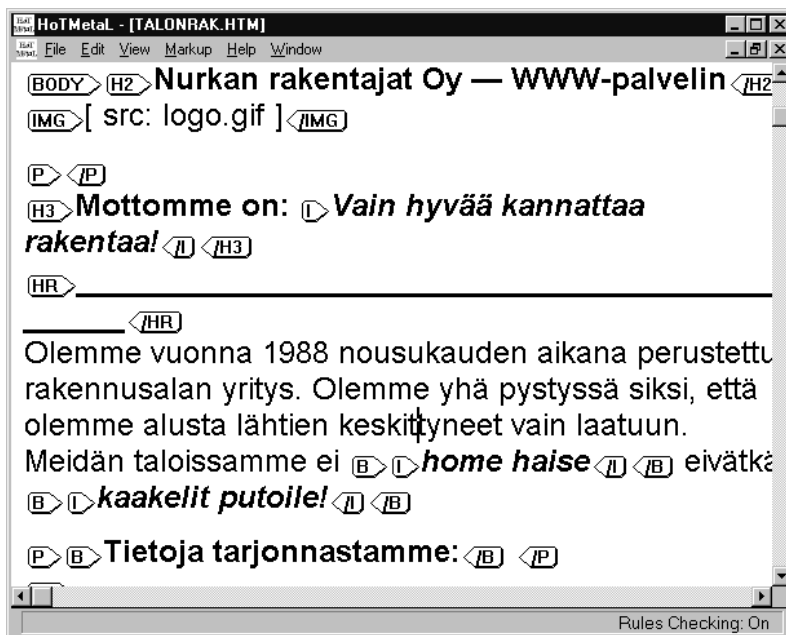 HoTMetaL - [TALONRAK.HTM]
File Edit View Markup Help Window
BODY H2 Nurkan rakentajat Oy — WWW-palvelin /H2
IMG [ src: logo.gif ] /IMG
P /P
H3 Mottomme on: I Vain hyvää kannattaa
rakentaa! /I /H3
HR
/HR
Olemme vuonna 1988 nousukauden aikana perustettu
rakennusalan yritys. Olemme yhä pystyssä siksi, että
olemme alusta lähtien keskittyneet vain laatuun.
Meidän taloissamme ei B I home haise /I /B eivätkä
B I kaakelit putoile! /I /B
P B Tietoja tarjonnastamme: /B /P
Rules Checking: On